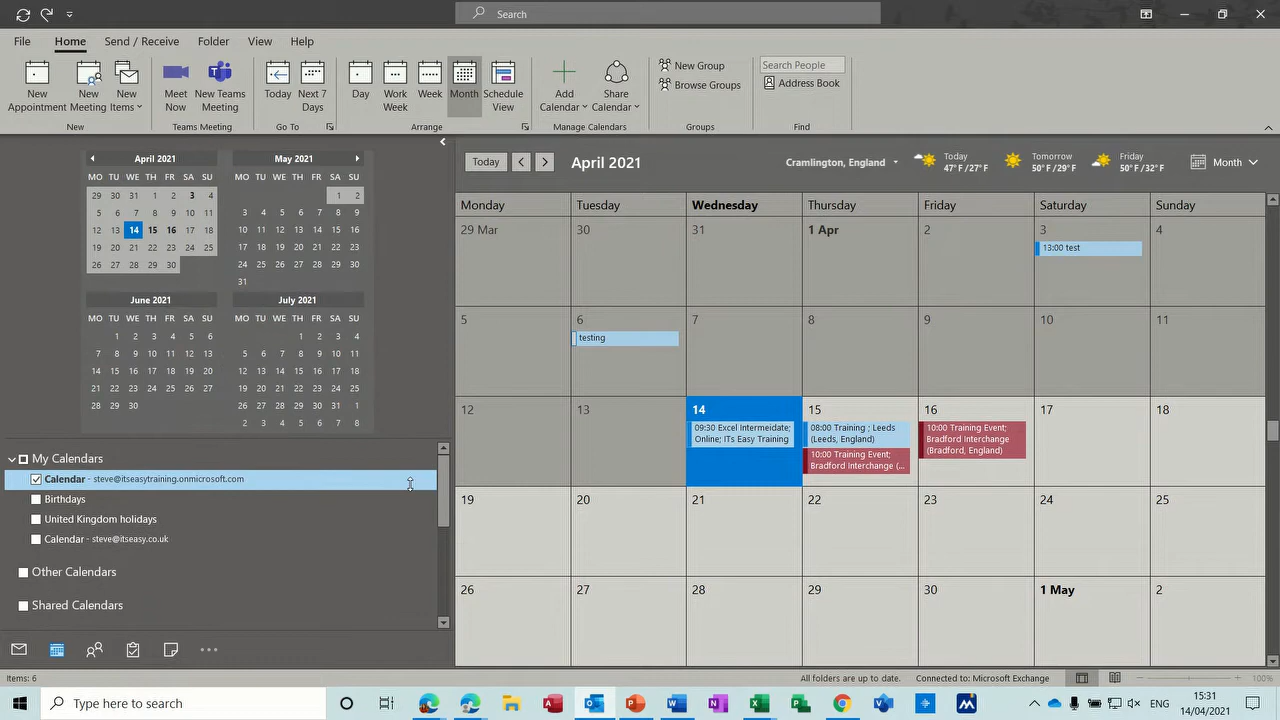 Search
File Home Send / Receive Folder View Help
New Appointment
New Meeting
New Items
Meet Now
New Teams Meeting
Today
Next 7 Days
Day
Work Week
Week
Month
Schedule View
Add Calendar
Share Calendar
New Group
Browse Groups
Search People
Address Book
New
Teams Meeting
Go To
Arrange
Manage Calendars
Groups
Find
April 2021
MO TU WE TH FR SA SU
29 30 31 1 2 3 4
5 6 7 8 9 10 11
12 13 14 15 16 17 18
19 20 21 22 23 24 25
26 27 28 29 30
May 2021
MO TU WE TH FR SA SU
1 2
3 4 5 6 7 8 9
10 11 12 13 14 15 16
17 18 19 20 21 22 23
24 25 26 27 28 29 30
31
June 2021
MO TU WE TH FR SA SU
1 2 3 4 5 6
7 8 9 10 11 12 13
14 15 16 17 18 19 20
21 22 23 24 25 26 27
28 29 30
July 2021
MO TU WE TH FR SA SU
1 2 3 4
5 6 7 8 9 10 11
12 13 14 15 16 17 18
19 20 21 22 23 24 25
26 27 28 29 30 31 1
2 3 4 5 6 7 8
My Calendars
Calendar - steve@itseasytraining.onmicrosoft.com
Birthdays
United Kingdom holidays
Calendar - steve@itseasy.co.uk
Other Calendars
Shared Calendars
Today
April 2021
Cramlington, England
Today
47°F/27°F
Tomorrow
50°F/29°F
Friday
50°F/32°F
Month
Monday Tuesday Wednesday Thursday Friday Saturday Sunday
29 Mar 30 31 1 Apr 2 3 4
13:00 test
5 6 7 8 9 10 11
testing
12 13 14 15 16 17 18
09:30 Excel Intermeidate;
Online; ITs Easy Training
08:00 Training ; Leeds
(Leeds, England)
10:00 Training Event;
Bradford Interchange (...
10:00 Training Event;
Bradford Interchange
(Bradford, England)
19 20 21 22 23 24 25
26 27 28 29 30 1 May 2
Items: 6
All folders are up to date.
Connected to: Microsoft Exchange
100%
Type here to search
ENG
15:31
14/04/2021